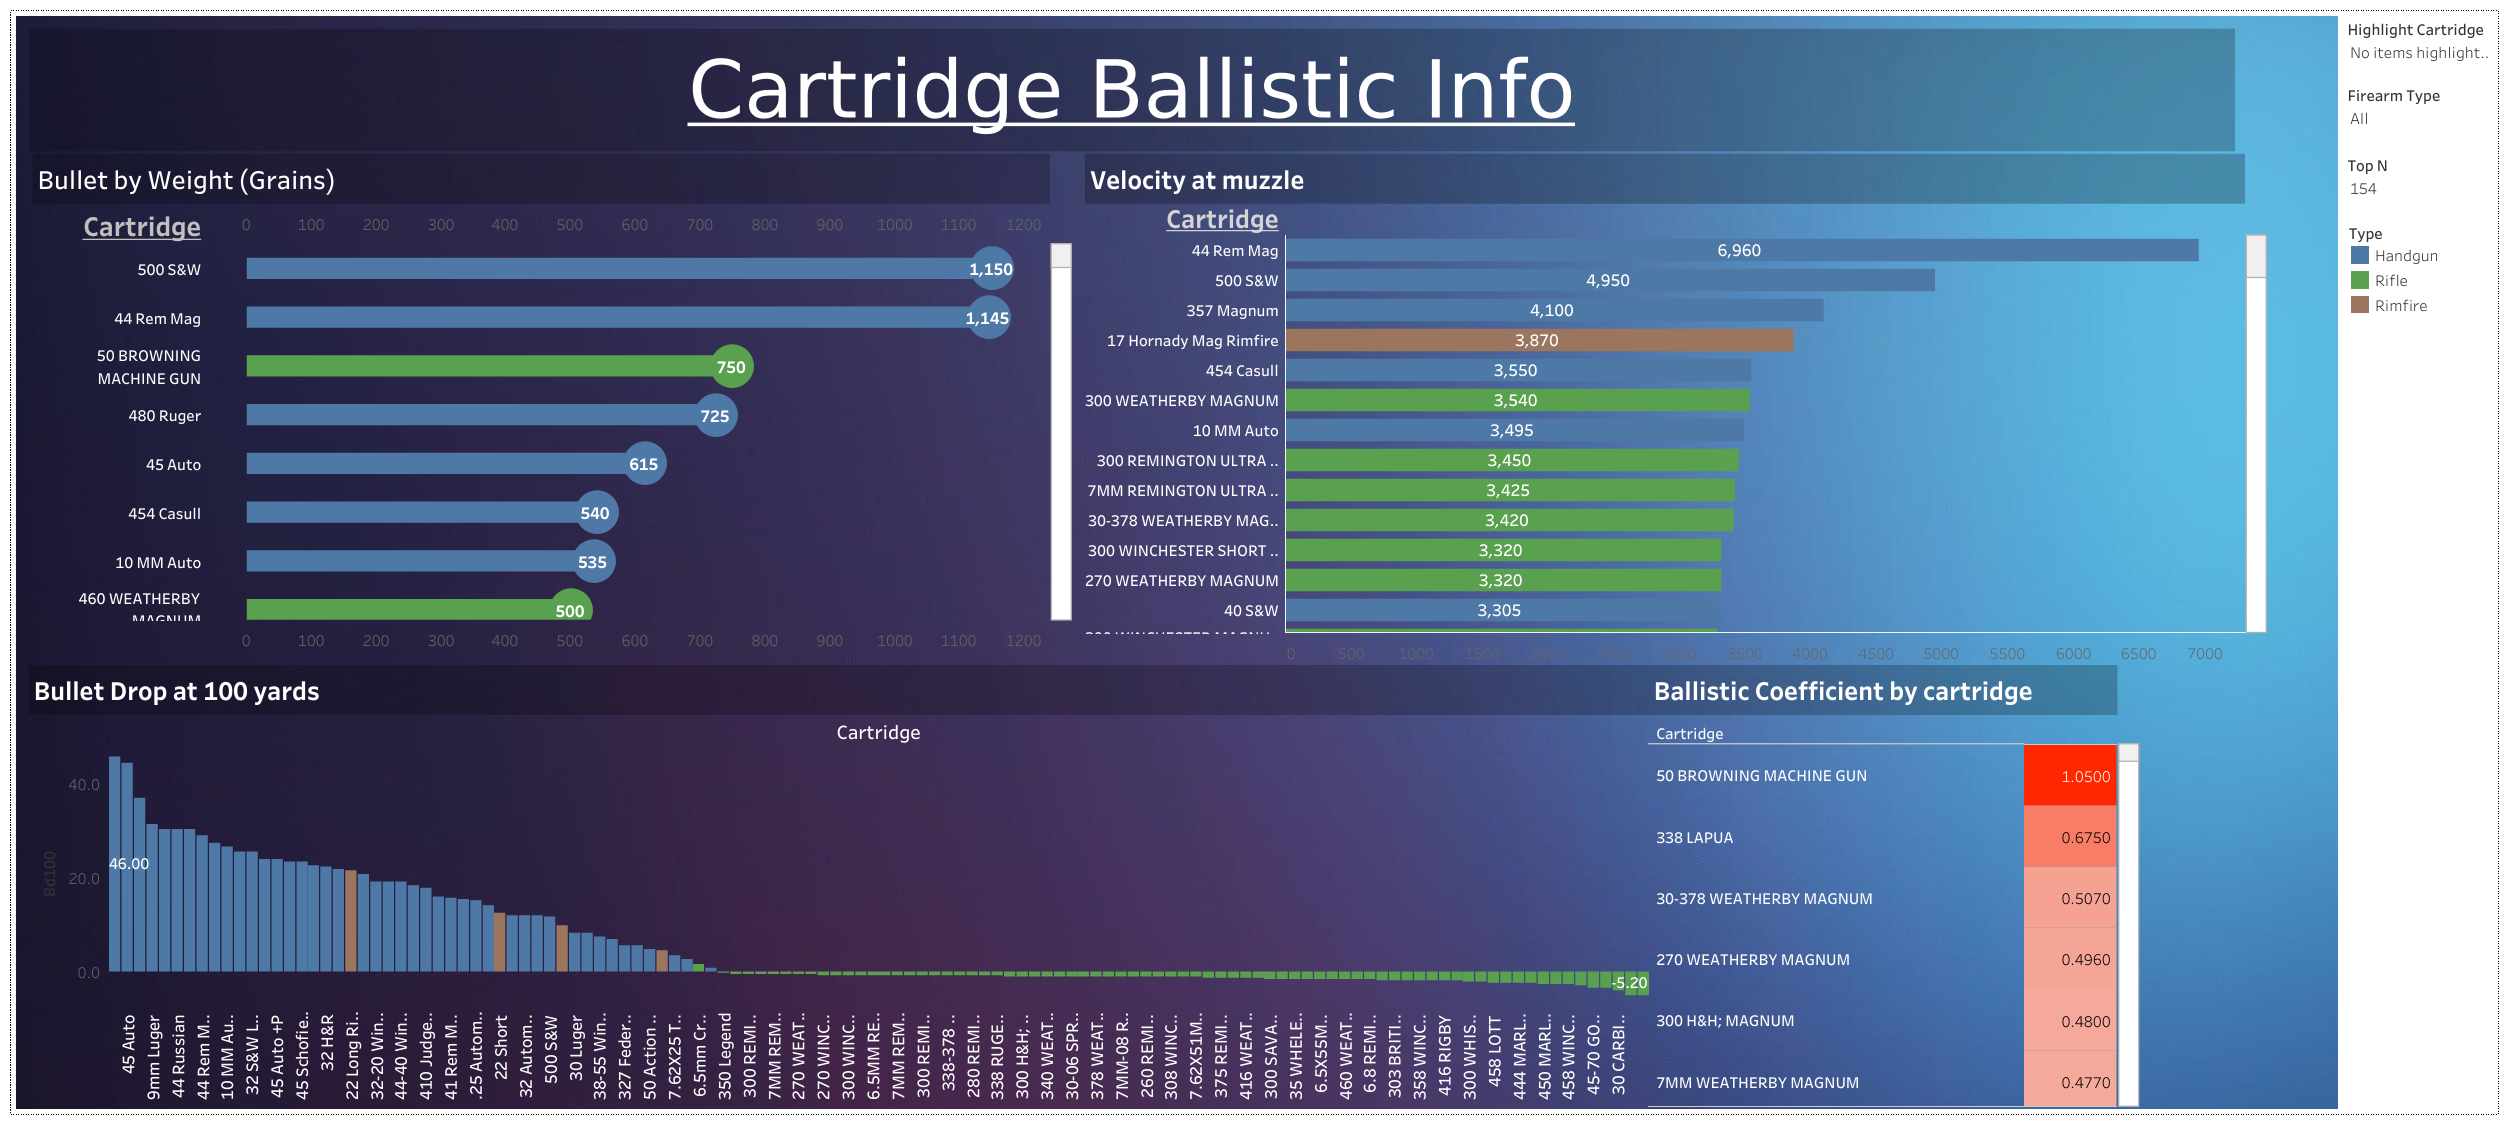 Cartridge Ballistic Info
Highlight Cartridge
No items highlight..
Firearm Type
All
Top N
154
Type
Handgun
Rifle
Rimfire
Bullet by Weight (Grains)
Cartridge
0 100 200 300 400 500 600 700 800 900 1000 1100 1200
500 S&W 1,150
44 Rem Mag 1,145
50 BROWNING
MACHINE GUN 750
480 Ruger 725
45 Auto 615
454 Casull 540
10 MM Auto 535
460 WEATHERBY
MAGNUM 500
0 100 200 300 400 500 600 700 800 900 1000 1100 1200
Velocity at muzzle
Cartridge
44 Rem Mag 6,960
500 S&W 4,950
357 Magnum 4,100
17 Hornady Mag Rimfire 3,870
454 Casull 3,550
300 WEATHERBY MAGNUM 3,540
10 MM Auto 3,495
300 REMINGTON ULTRA .. 3,450
7MM REMINGTON ULTRA .. 3,425
30-378 WEATHERBY MAG.. 3,420
300 WINCHESTER SHORT .. 3,320
270 WEATHERBY MAGNUM 3,320
40 S&W 3,305
0 500 1000 1500 2000 2500 3000 3500 4000 4500 5000 5500 6000 6500 7000
Bullet Drop at 100 yards
Cartridge
Bd100
40.0
20.0
0.0
46.00
-5.20
45 Auto
9mm Luger
44 Russian
44 Rem M..
10 MM Au..
32 S&W L..
45 Auto +P
45 Schofie..
32 H&R
22 Long Ri..
32-20 Win..
44-40 Win..
410 Judge..
41 Rem M..
.25 Autom..
22 Short
32 Autom..
500 S&W
30 Luger
38-55 Win..
327 Feder..
50 Action ..
7.62X25 T..
6.5mm Cr..
350 Legend
300 REMI..
7MM REM..
270 WEAT..
270 WINC..
300 WINC..
6.5MM RE..
7MM REM..
300 REMI..
338-378 ..
280 REMI..
338 RUGE..
300 H&H; ..
340 WEAT..
30-06 SPR..
378 WEAT..
7MM-08 R..
260 REMI..
308 WINC..
7.62X51M..
375 REMI..
416 WEAT..
300 SAVA..
35 WHELE..
6.5X55M..
460 WEAT..
6.8 REMI..
303 BRITI..
358 WINC..
416 RIGBY
300 WHIS..
458 LOTT
444 MARL..
450 MARL..
458 WINC..
45-70 GO..
30 CARBI..
Ballistic Coefficient by cartridge
Cartridge
50 BROWNING MACHINE GUN 1.0500
338 LAPUA 0.6750
30-378 WEATHERBY MAGNUM 0.5070
270 WEATHERBY MAGNUM 0.4960
300 H&H; MAGNUM 0.4800
7MM WEATHERBY MAGNUM 0.4770